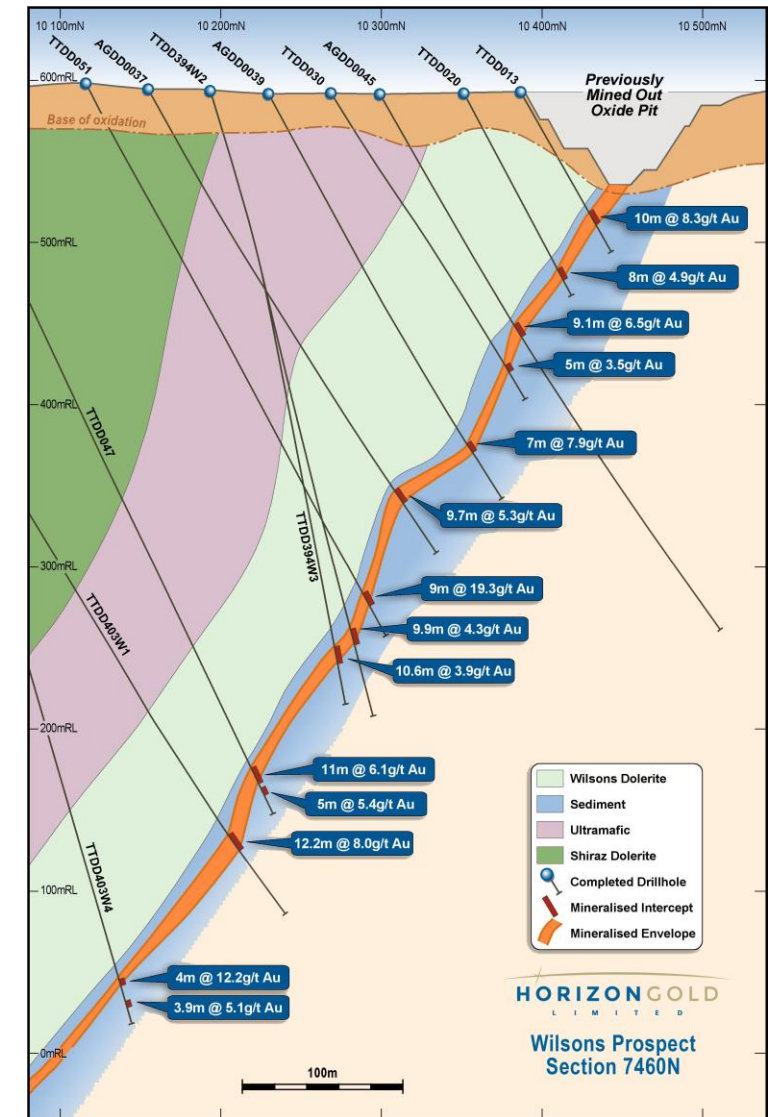 10 100mE
10 200mE
10 300mE
10 400mE
10 500mE
TTDD051
AGDD0037
TTDD394W2
AGDD0039
TTDD030
AGDD0045
TTDD020
TTDD013
600mRL
Previously
Mined Out
Oxide Pit
Base of oxidation
10m @ 8.3g/t Au
500mRL
8m @ 4.9g/t Au
9.1m @ 6.5g/t Au
5m @ 3.5g/t Au
400mRL
TTDD047
7m @ 7.9g/t Au
9.7m @ 5.3g/t Au
TTDD394W3
300mRL
9m @ 19.3g/t Au
TTDD403W1
9.9m @ 4.3g/t Au
10.6m @ 3.9g/t Au
200mRL
11m @ 6.1g/t Au
5m @ 5.4g/t Au
12.2m @ 8.0g/t Au
Wilsons Dolerite
Sediment
Ultramafic
Shiraz Dolerite
Completed Drillhole
Mineralised Intercept
Mineralised Envelope
100mRL
TTDD403W4
4m @ 12.2g/t Au
3.9m @ 5.1g/t Au
HORIZON GOLD
LIMITED
Wilsons Prospect
Section 7460N
0mRL
100m